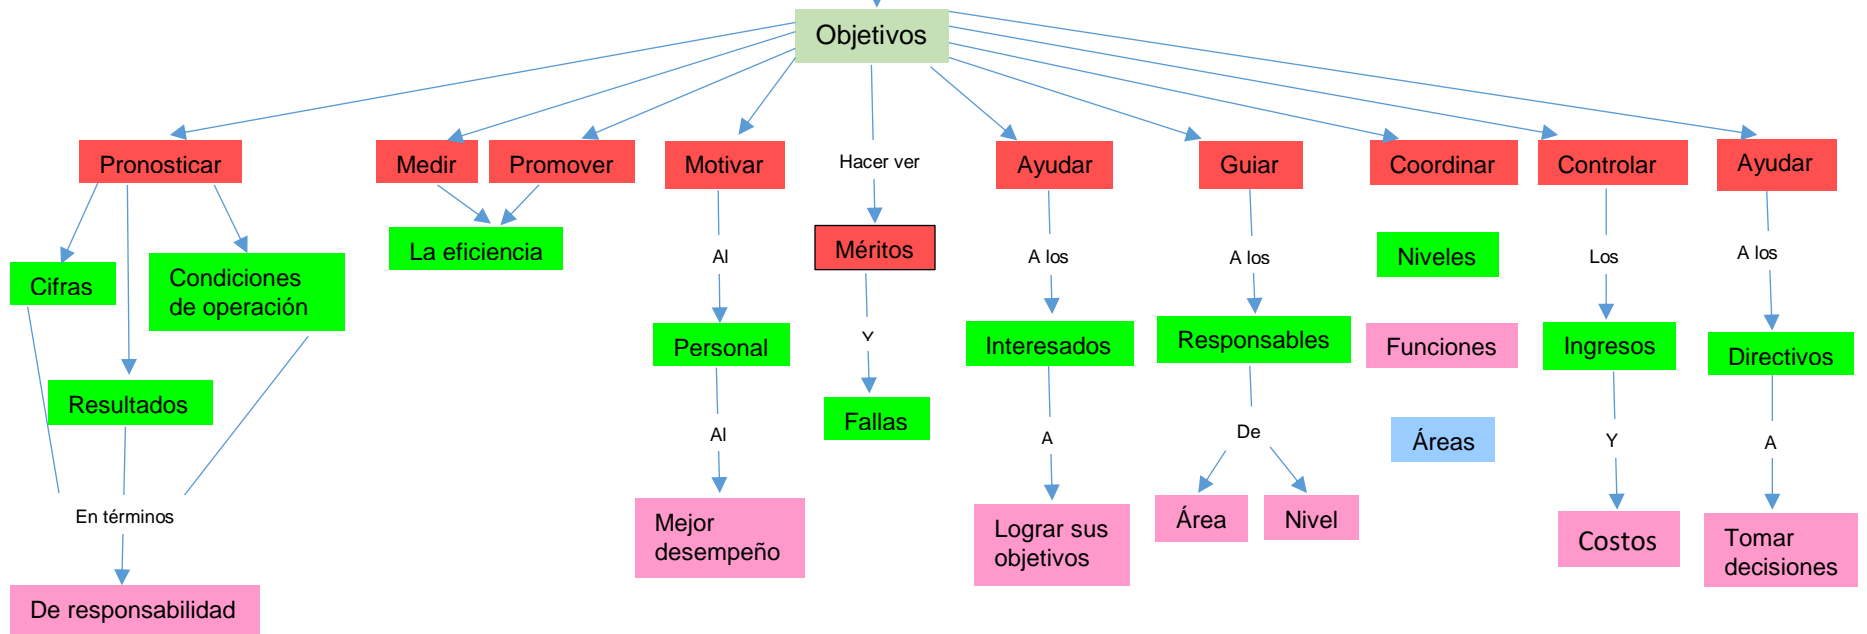 Objetivos
Pronosticar
Medir
Promover
Motivar
Hacer ver
Ayudar
Guiar
Coordinar
Controlar
Ayudar
Cifras
Condiciones
de operación
La eficiencia
Al
Méritos
A los
A los
Niveles
Los
A los
Resultados
Personal
Y
Interesados
Responsables
Funciones
Ingresos
Directivos
Al
Fallas
A
De
Áreas
Y
A
En términos
Mejor
desempeño
Lograr sus
objetivos
Área
Nivel
Costos
Tomar
decisiones
De responsabilidad